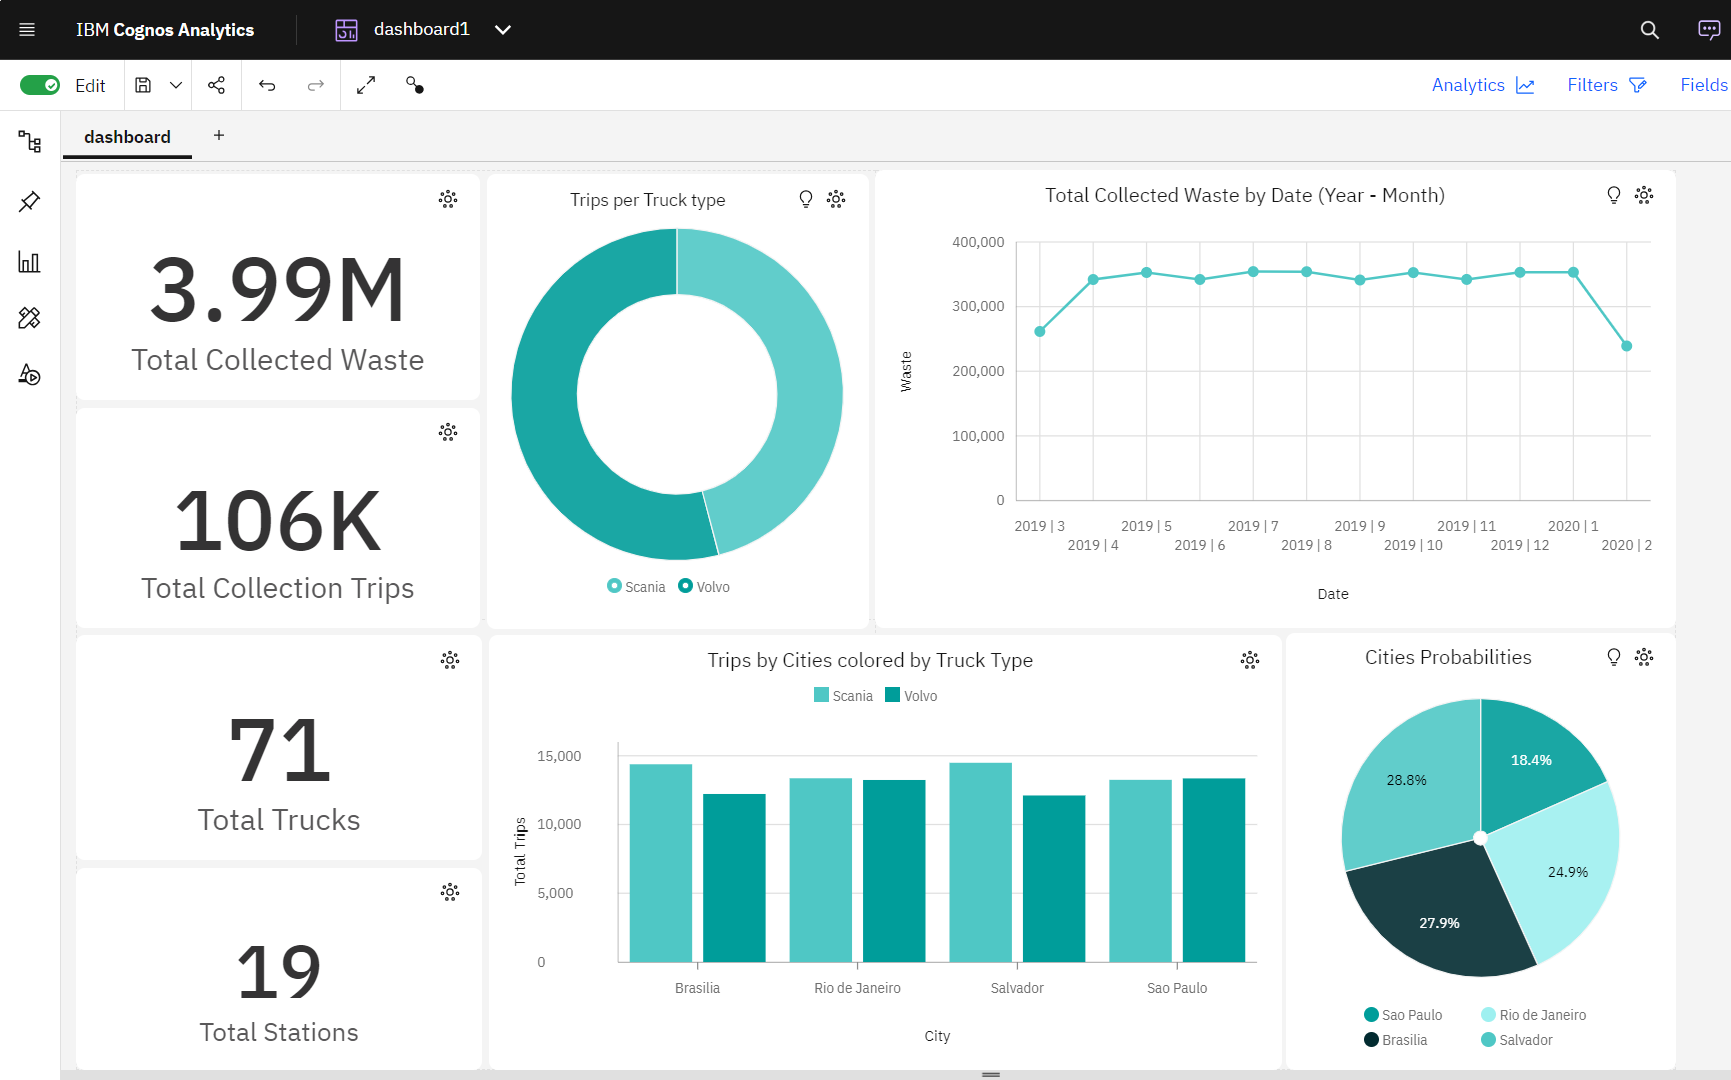 IBM Cognos Analytics
dashboard1
Edit
Analytics
Filters
Fields
dashboard
+
3.99M
Total Collected Waste
106K
Total Collection Trips
71
Total Trucks
19
Total Stations
Trips per Truck type
Scania Volvo
Total Collected Waste by Date (Year - Month)
400,000
300,000
200,000
100,000
0
Waste
2019 | 3
2019 | 4
2019 | 5
2019 | 6
2019 | 7
2019 | 8
2019 | 9
2019 | 10
2019 | 11
2019 | 12
2020 | 1
2020 | 2
Date
Trips by Cities colored by Truck Type
Scania Volvo
15,000
10,000
5,000
0
Total Trips
Brasilia
Rio de Janeiro
Salvador
Sao Paulo
City
Cities Probabilities
18.4%
28.8%
24.9%
27.9%
Sao Paulo Rio de Janeiro
Brasilia Salvador